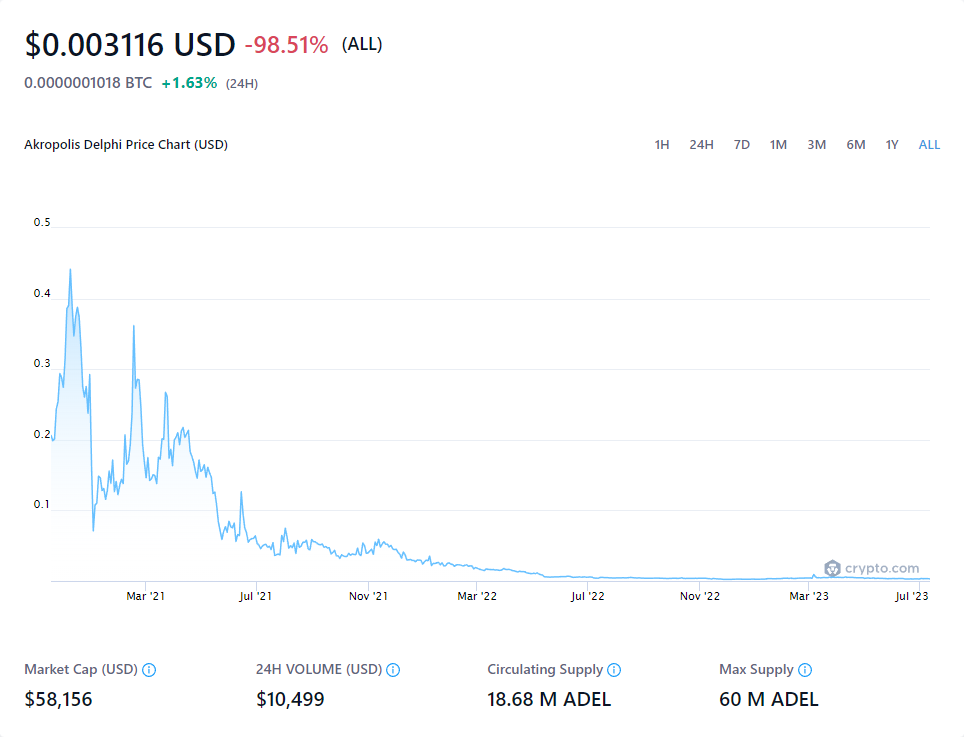 $0.003116 USD -98.51% (ALL)
0.0000001018 BTC +1.63% (24H)
Akropolis Delphi Price Chart (USD) 1H 24H 7D 1M 3M 6M 1Y ALL
0.5
0.4
0.3
0.2
0.1
crypto.com
Mar '21 Jul '21 Nov '21 Mar '22 Jul '22 Nov '22 Mar '23 Jul '23
Market Cap (USD) 24H VOLUME (USD) Circulating Supply Max Supply
$58,156 $10,499 18.68 M ADEL 60 M ADEL